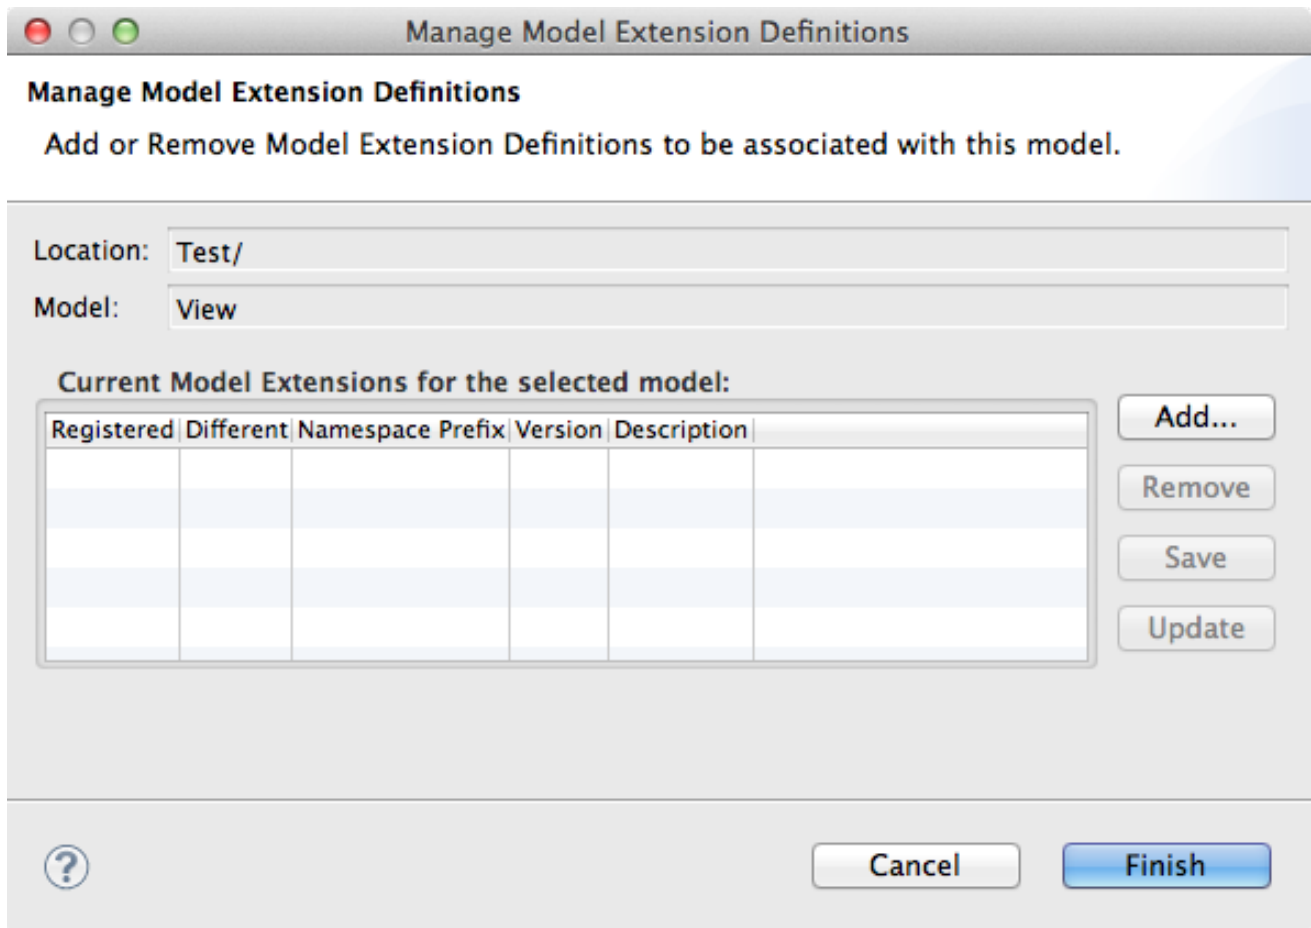 Manage Model Extension Definitions
Manage Model Extension Definitions
Add or Remove Model Extension Definitions to be associated with this model.
Location: Test/
Model: View
Current Model Extensions for the selected model:
Registered Different Namespace Prefix Version Description
Add...
Remove
Save
Update
?
Cancel Finish